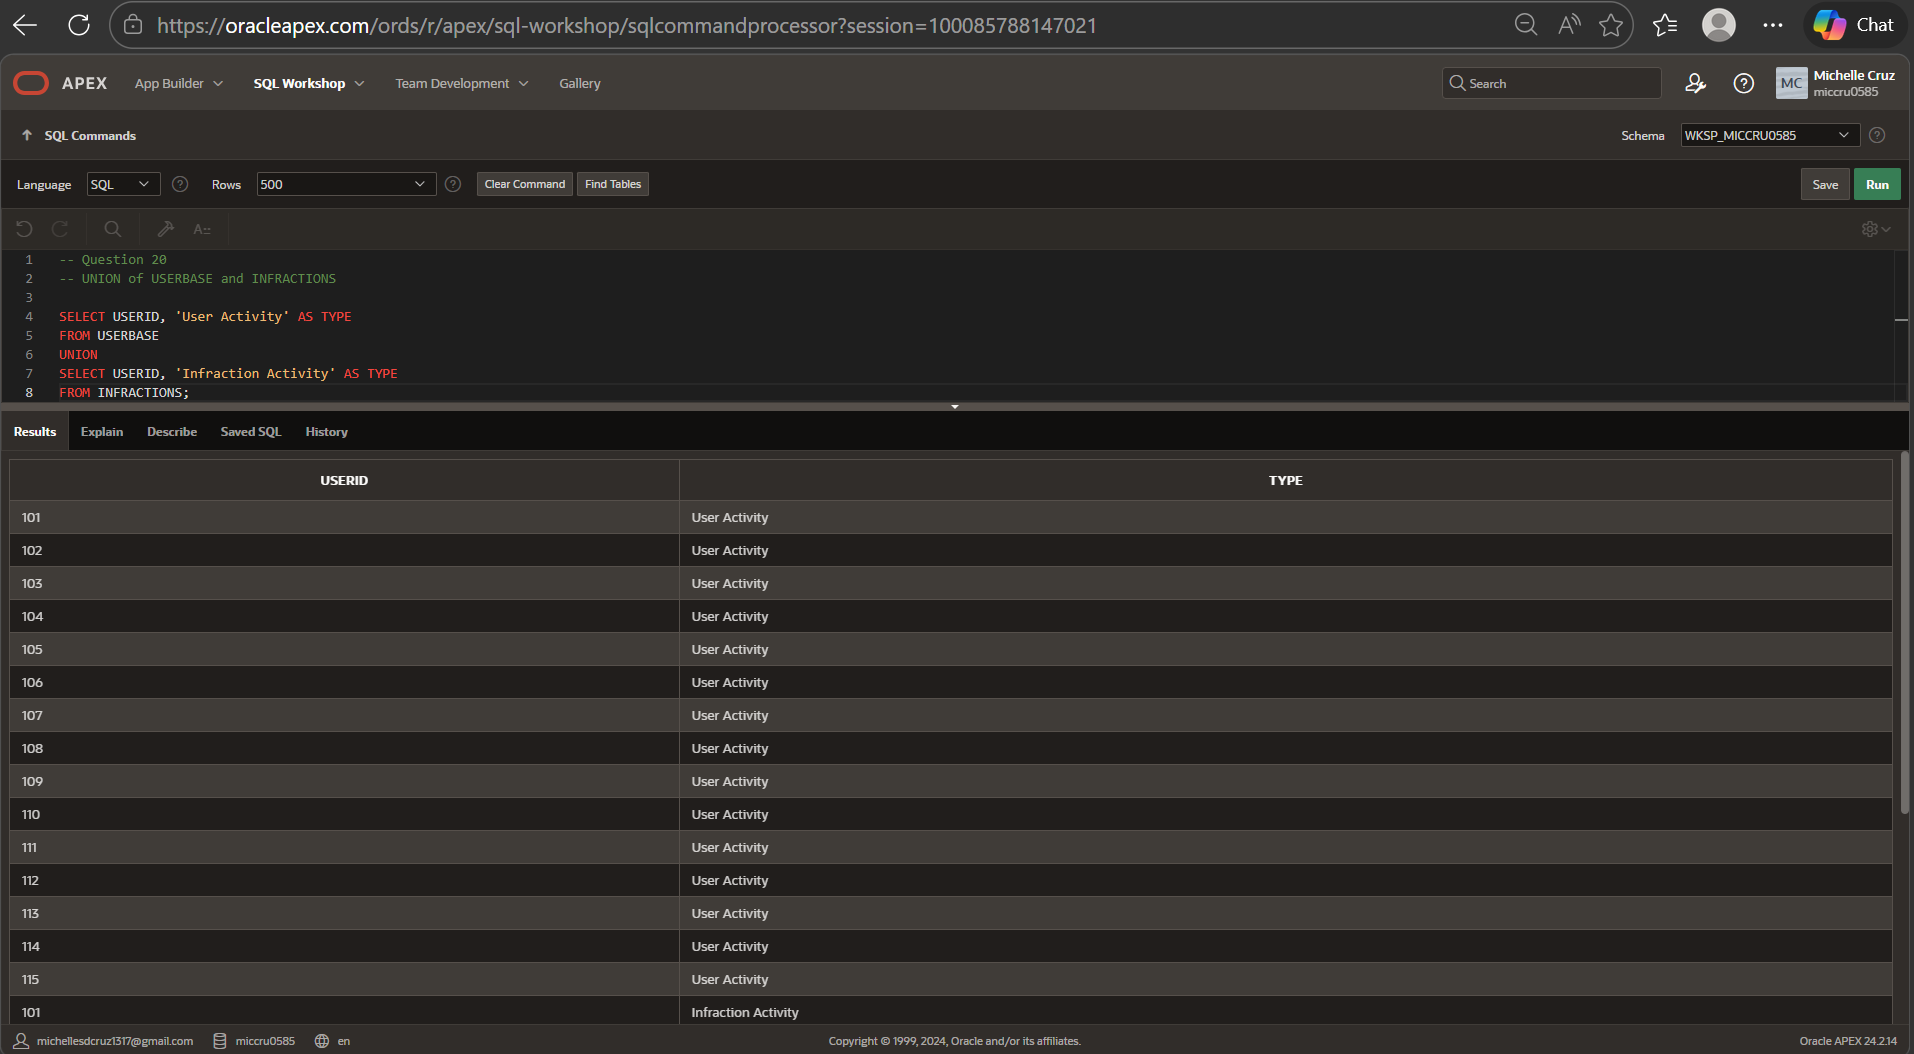 https://oracleapex.com/ords/r/apex/sql-workshop/sqlcommandprocessor?session=100085788147021
Chat
APEX App Builder SQL Workshop Team Development Gallery
Search
MC
Michelle Cruz
miccru0585
SQL Commands
Schema WKSP_MICCRU0585
Language SQL Rows 500 Clear Command Find Tables Save Run
1 -- Question 20
2 -- UNION of USERBASE and INFRACTIONS
3
4 SELECT USERID, 'User Activity' AS TYPE
5 FROM USERBASE
6 UNION
7 SELECT USERID, 'Infraction Activity' AS TYPE
8 FROM INFRACTIONS;
Results Explain Describe Saved SQL History
USERID TYPE
101 User Activity
102 User Activity
103 User Activity
104 User Activity
105 User Activity
106 User Activity
107 User Activity
108 User Activity
109 User Activity
110 User Activity
111 User Activity
112 User Activity
113 User Activity
114 User Activity
115 User Activity
101 Infraction Activity
michellesdcruz1317@gmail.com miccru0585 en Copyright © 1999, 2024, Oracle and/or its affiliates. Oracle APEX 24.2.14